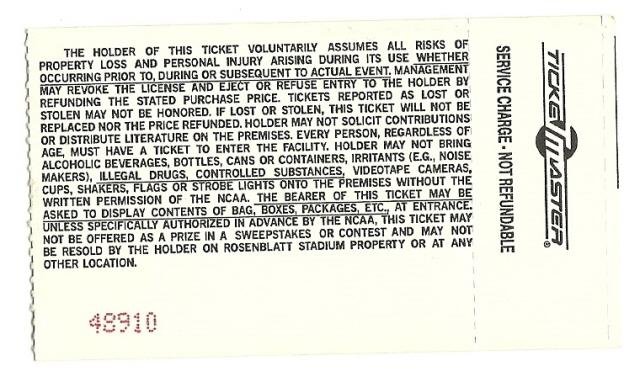 THE HOLDER OF THIS TICKET VOLUNTARILY ASSUMES ALL RISKS OF
PROPERTY LOSS AND PERSONAL INJURY ARISING DURING ITS USE WHETHER
OCCURRING PRIOR TO, DURING OR SUBSEQUENT TO ACTUAL EVENT. MANAGEMENT
MAY REVOKE THE LICENSE AND EJECT OR REFUSE ENTRY TO THE HOLDER BY
REFUNDING THE STATED PURCHASE PRICE. TICKETS REPORTED AS LOST OR
STOLEN MAY NOT BE HONORED. IF LOST OR STOLEN, THIS TICKET WILL NOT BE
REPLACED NOR THE PRICE REFUNDED. HOLDER MAY NOT SOLICIT CONTRIBUTIONS
OR DISTRIBUTE LITERATURE ON THE PREMISES. EVERY PERSON, REGARDLESS OF
AGE, MUST HAVE A TICKET TO ENTER THE FACILITY. HOLDER MAY NOT BRING
ALCOHOLIC BEVERAGES, BOTTLES, CANS OR CONTAINERS, IRRITANTS (E.G., NOISE
MAKERS), ILLEGAL DRUGS, CONTROLLED SUBSTANCES, VIDEOTAPE CAMERAS,
CUPS, SHAKERS, FLAGS OR STROBE LIGHTS ONTO THE PREMISES WITHOUT THE
WRITTEN PERMISSION OF THE NCAA. THE BEARER OF THIS TICKET MAY BE
ASKED TO DISPLAY CONTENTS OF BAG, BOXES, PACKAGES, ETC., AT ENTRANCE.
UNLESS SPECIFICALLY AUTHORIZED IN ADVANCE BY THE NCAA, THIS TICKET MAY
NOT BE OFFERED AS A PRIZE IN A SWEEPSTAKES OR CONTEST AND MAY NOT
BE RESOLD BY THE HOLDER ON ROSENBLATT STADIUM PROPERTY OR AT ANY
OTHER LOCATION.
48910
TICKETMASTER®
SERVICE CHARGE - NOT REFUNDABLE